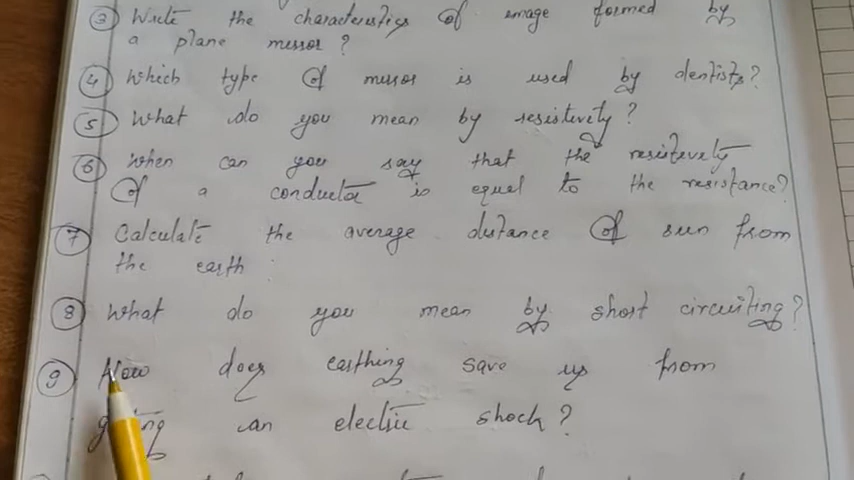 ③ Write the characteristics of image formed by
a plane mirror ?
④ Which type of mirror is used by dentists?
⑤ What do you mean by resistivety ?
⑥ When can you say that the resistivety
of a conductor is equal to the resistance?
⑦ Calculate the average distance of sun from
the earth
⑧ What do you mean by short circuiting ?
⑨ How does earthing save us from
getting an electric shock ?